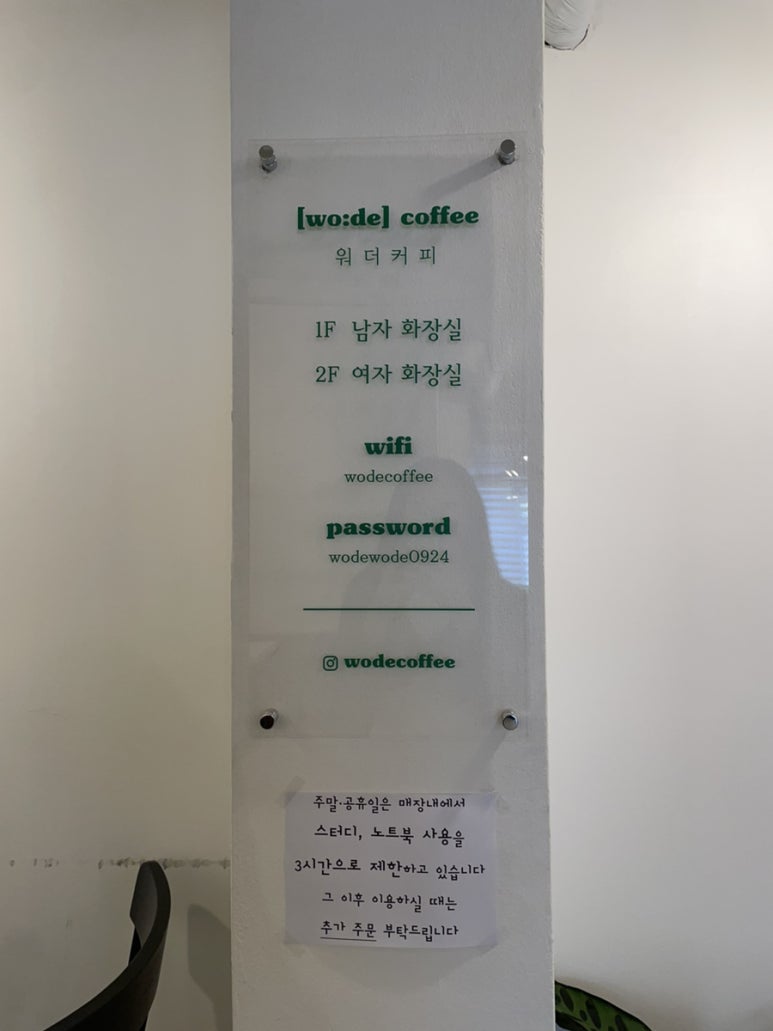 [wo:de] coffee
워더커피
1F 남자 화장실
2F 여자 화장실
wifi
wodecoffee
password
wodewode0924
wodecoffee
주말·공휴일은 매장내에서
스터디, 노트북 사용을
3시간으로 제한하고 있습니다
그 이후 이용하실 때는
추가 주문 부탁드립니다